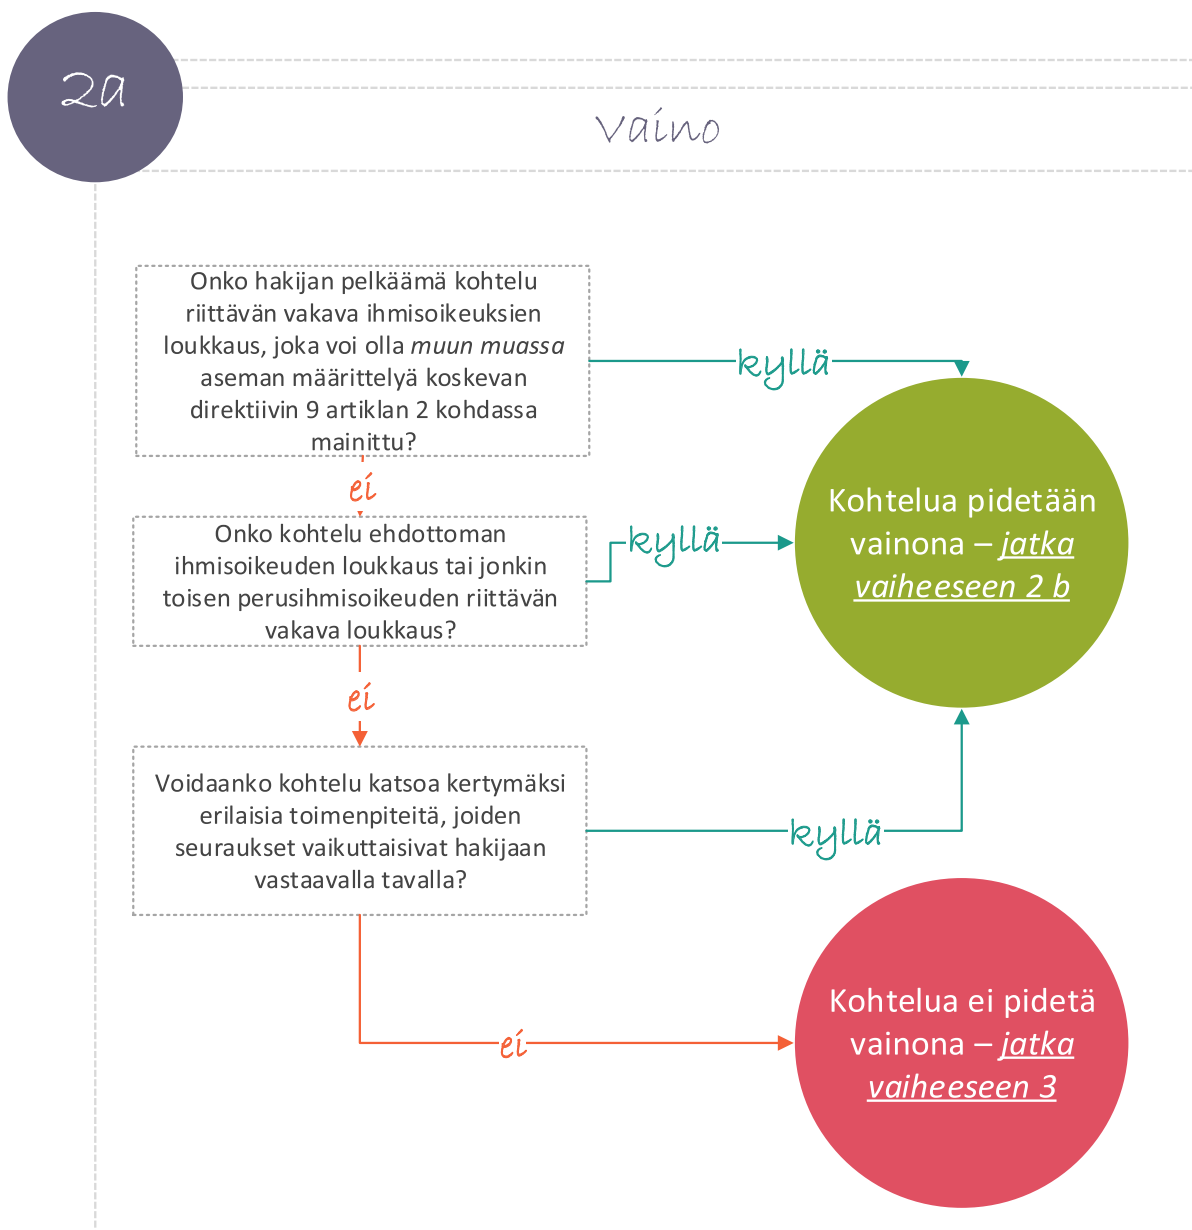 2a
Vaino
Onko hakijan pelkäämä kohtelu
riittävän vakava ihmisoikeuksien
loukkaus, joka voi olla muun muassa
aseman määrittelyä koskevan
direktiivin 9 artiklan 2 kohdassa
mainittu?
kyllä
ei
Onko kohtelu ehdottoman
ihmisoikeuden loukkaus tai jonkin
toisen perusihmisoikeuden riittävän
vakava loukkaus?
kyllä
Kohtelua pidetään
vainona – jatka
vaiheeseen 2 b
ei
Voidaanko kohtelu katsoa kertymäksi
erilaisia toimenpiteitä, joiden
seuraukset vaikuttaisivat hakijaan
vastaavalla tavalla?
kyllä
ei
Kohtelua ei pidetä
vainona – jatka
vaiheeseen 3